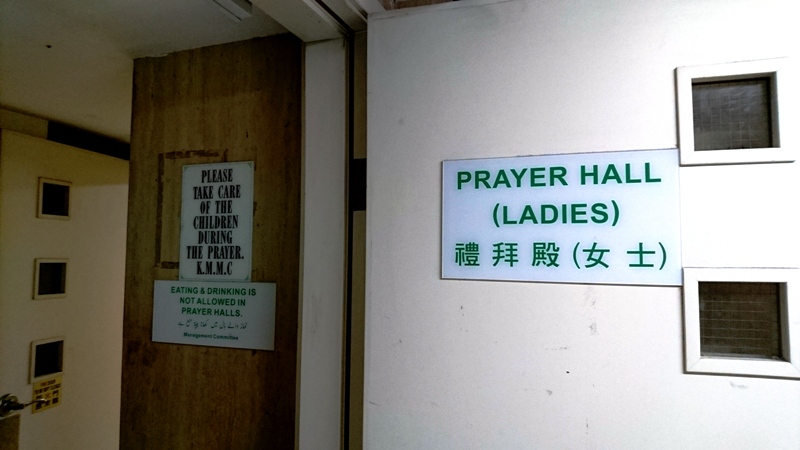 PLEASE
TAKE CARE
OF THE
CHILDREN
DURING
THE PRAYER.
K.M.M.C
EATING & DRINKING IS
NOT ALLOWED IN
PRAYER HALLS.
Management Committee
PRAYER HALL
(LADIES)
禮拜殿(女士)